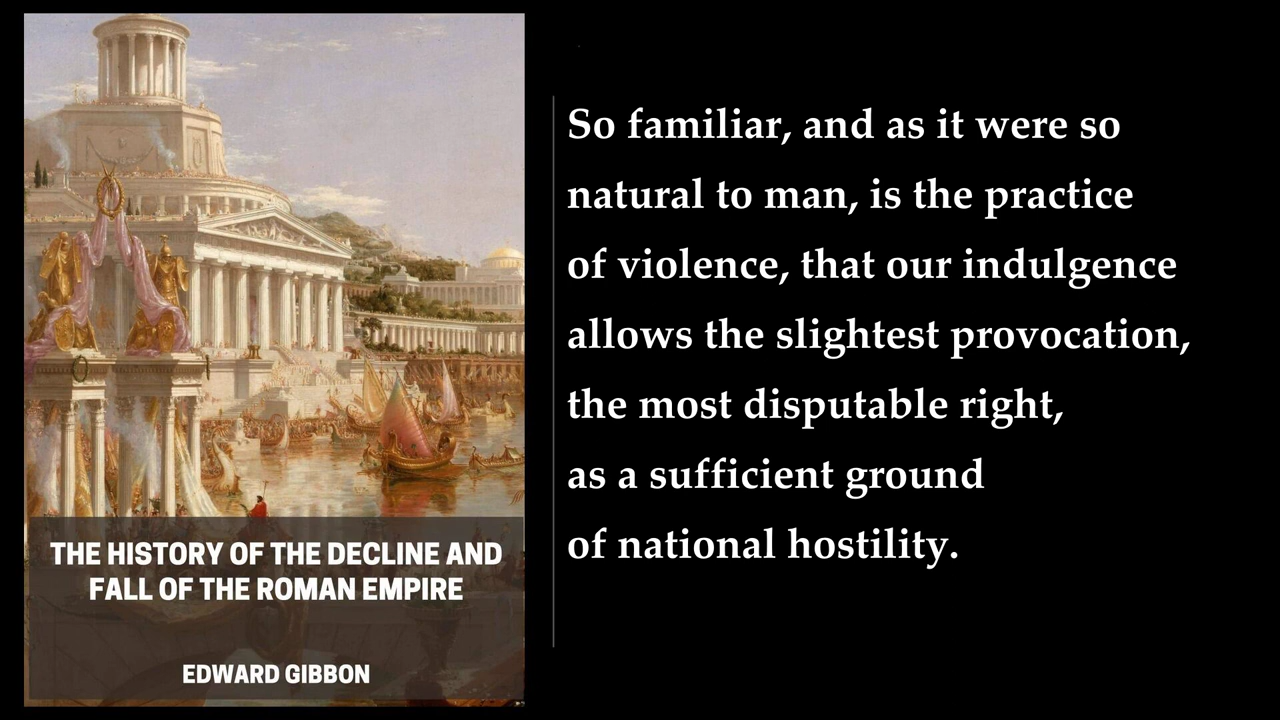 THE HISTORY OF THE DECLINE AND
FALL OF THE ROMAN EMPIRE
EDWARD GIBBON
So familiar, and as it were so
natural to man, is the practice
of violence, that our indulgence
allows the slightest provocation,
the most disputable right,
as a sufficient ground
of national hostility.